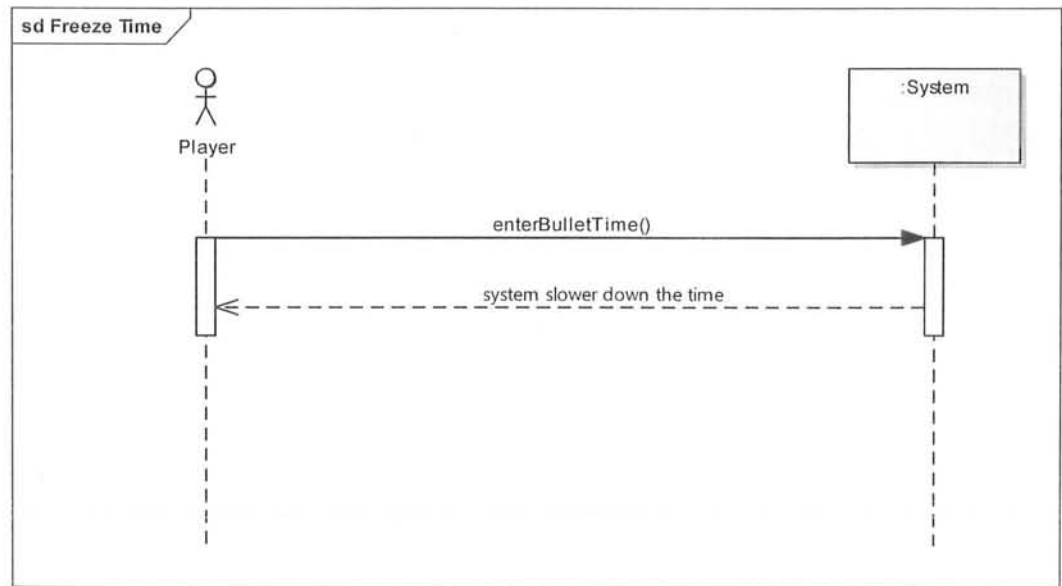 sd Freeze Time
:System
Player
enterBulletTime()
system slower down the time